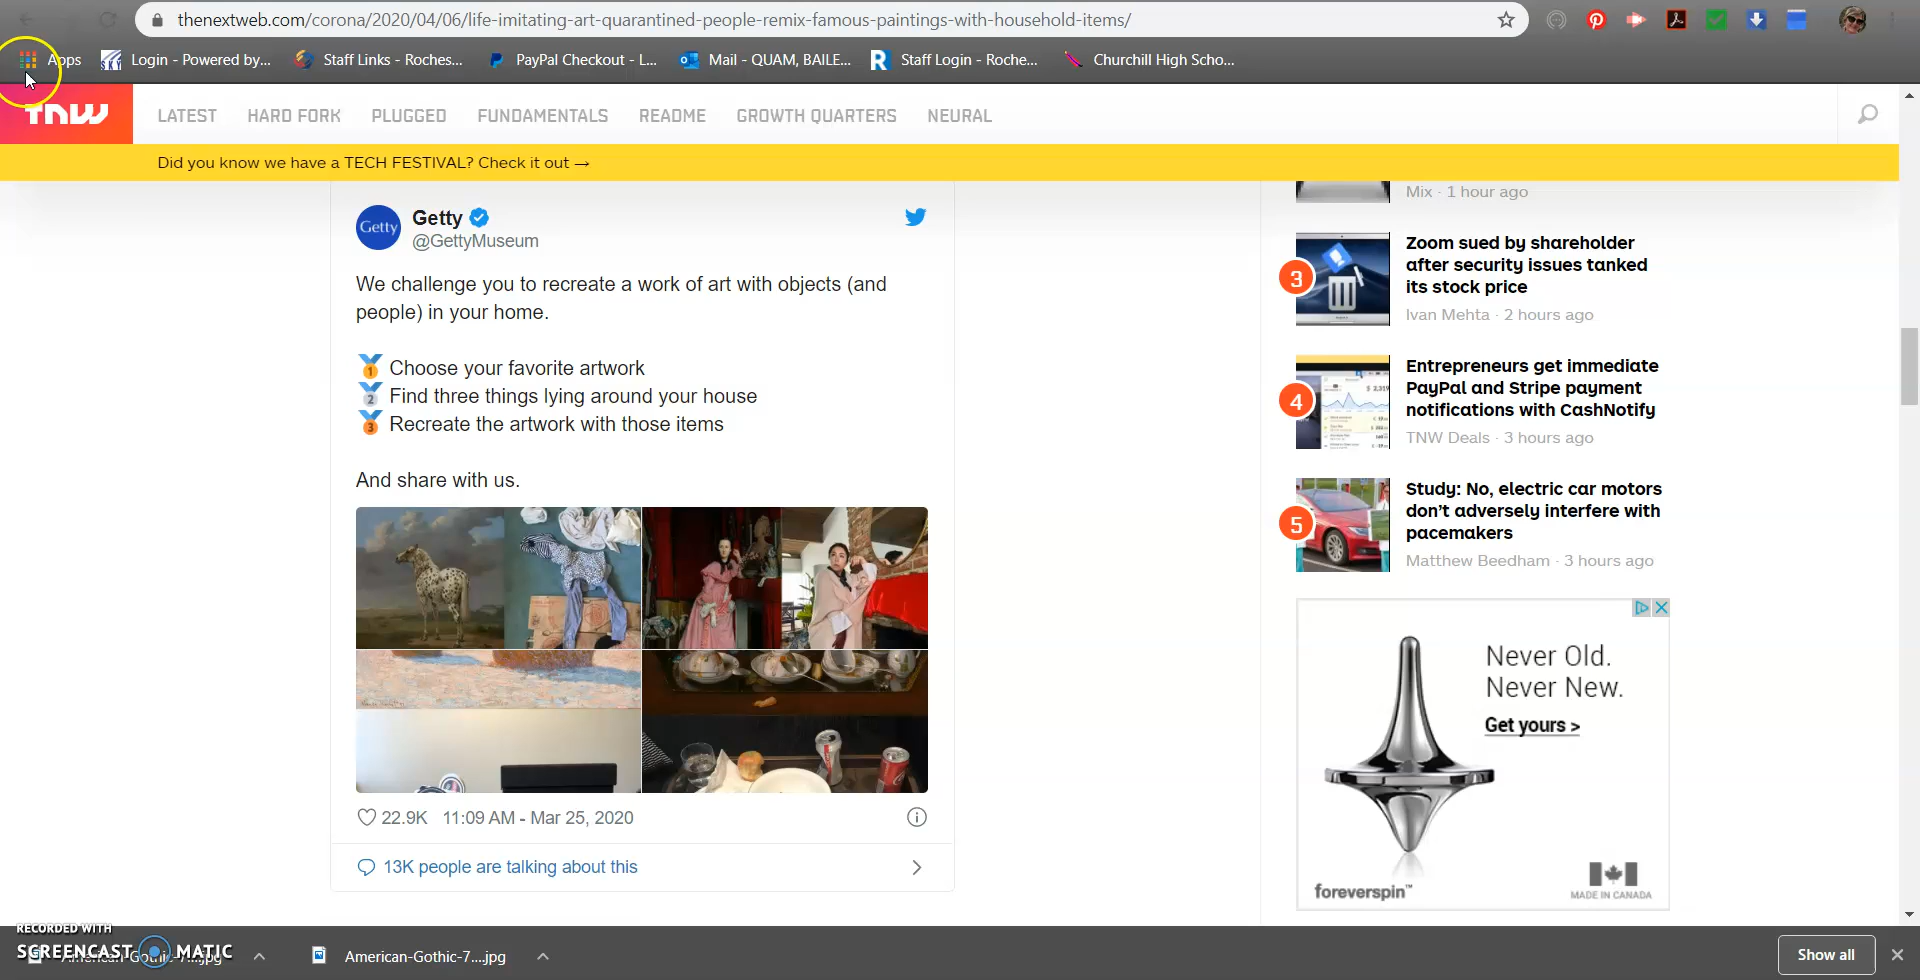 thenextweb.com/corona/2020/04/06/life-imitating-art-quarantined-people-remix-famous-paintings-with-household-items/
Apps
Login - Powered by...
Staff Links - Roches...
PayPal Checkout - L...
Mail - QUAM, BAILE...
Staff Login - Roche...
Churchill High Scho...
TNW
LATEST HARD FORK PLUGGED FUNDAMENTALS README GROWTH QUARTERS NEURAL
Did you know we have a TECH FESTIVAL? Check it out →
Getty
Getty
@GettyMuseum
We challenge you to recreate a work of art with objects (and
people) in your home.
1 Choose your favorite artwork
2 Find three things lying around your house
3 Recreate the artwork with those items
And share with us.
22.9K 11:09 AM - Mar 25, 2020
13K people are talking about this
Mix · 1 hour ago
3
Zoom sued by shareholder
after security issues tanked
its stock price
Ivan Mehta · 2 hours ago
4
Entrepreneurs get immediate
PayPal and Stripe payment
notifications with CashNotify
TNW Deals · 3 hours ago
5
Study: No, electric car motors
don't adversely interfere with
pacemakers
Matthew Beedham · 3 hours ago
Never Old.
Never New.
Get yours >
foreverspin™
MADE IN CANADA
RECORDED WITH
SCREENCAST MATIC
American-Gothic-7....jpg
American-Gothic-7....jpg
Show all